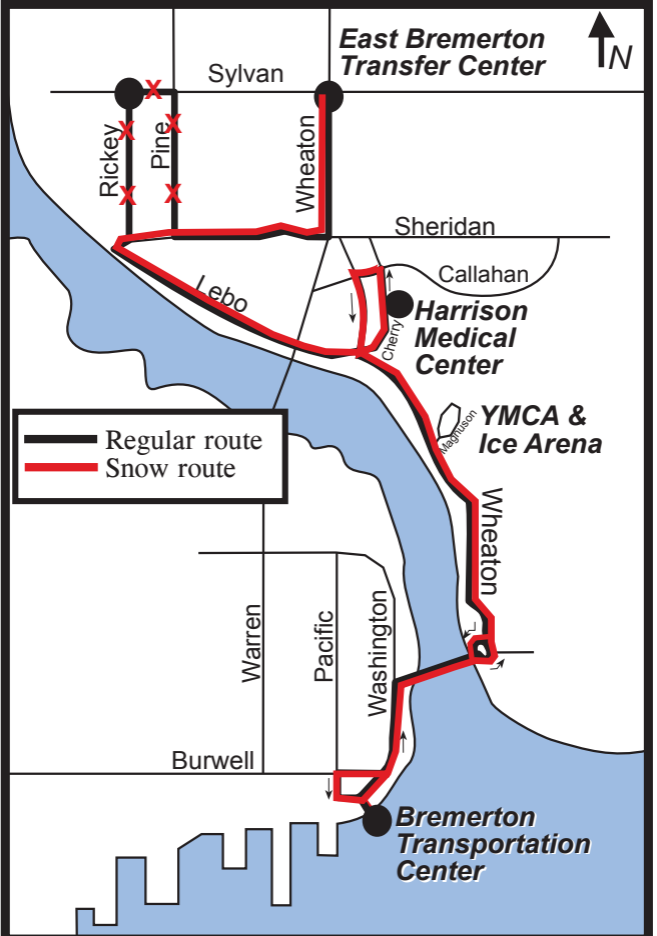 East Bremerton
Transfer Center
N
Sylvan
X
X
X
X
X
Rickey
Pine
Wheaton
Sheridan
Callahan
Lebo
Cherry
Harrison
Medical
Center
Magnuson
YMCA &
Ice Arena
Regular route
Snow route
Wheaton
Warren
Pacific
Washington
Burwell
Bremerton
Transportation
Center